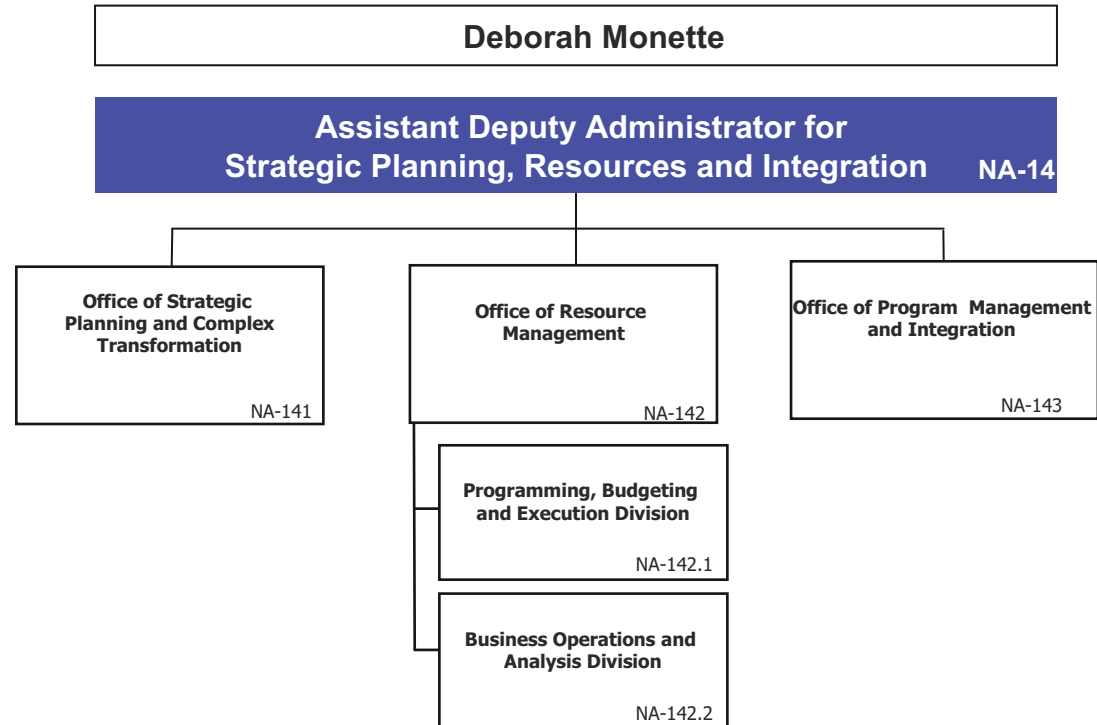 Deborah Monette
Assistant Deputy Administrator for
Strategic Planning, Resources and Integration NA-14
Office of Strategic
Planning and Complex
Transformation
NA-141
Office of Resource
Management
NA-142
Office of Program Management
and Integration
NA-143
Programming, Budgeting
and Execution Division
NA-142.1
Business Operations and
Analysis Division
NA-142.2